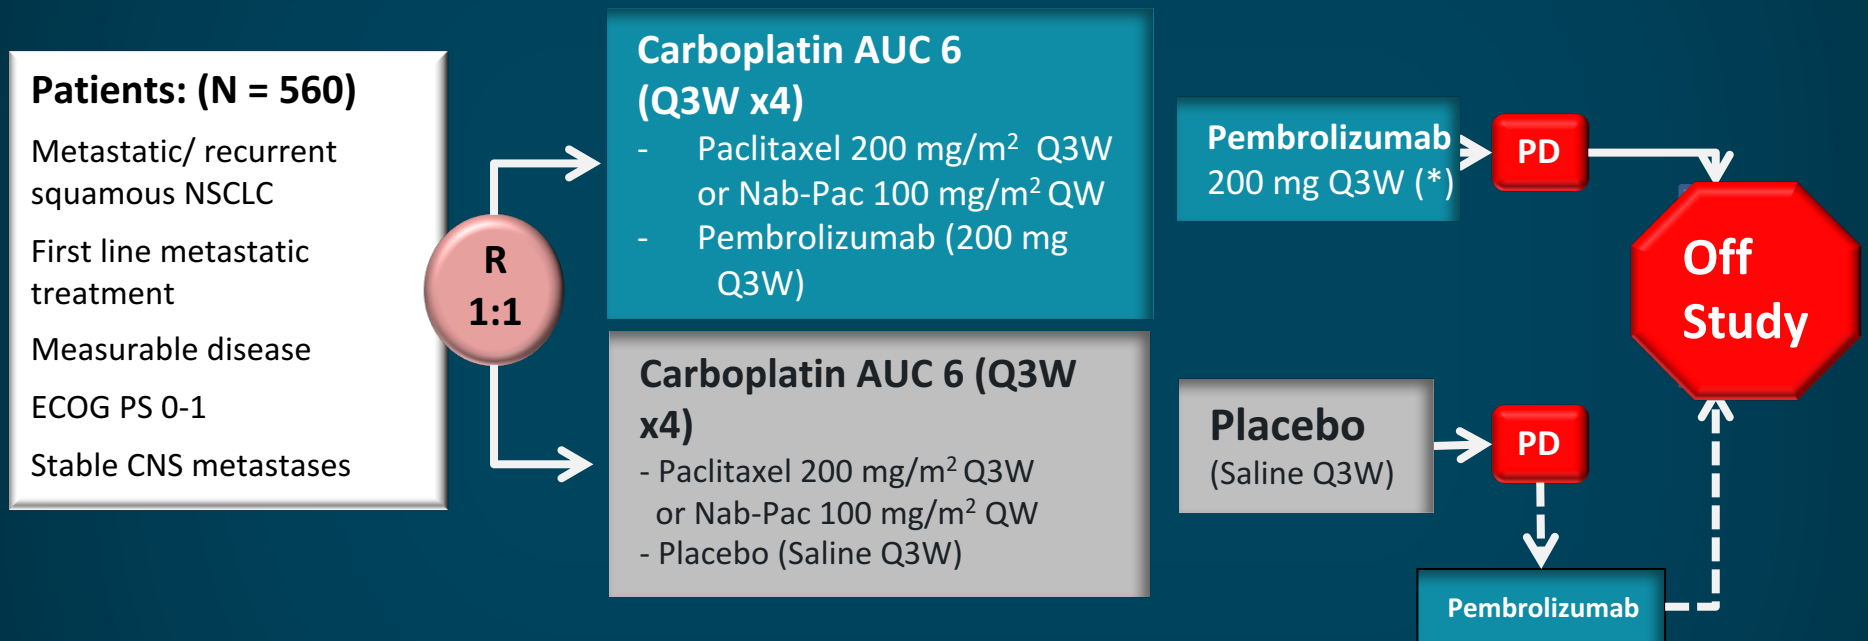 Patients: (N = 560)
Metastatic/ recurrent
squamous NSCLC
First line metastatic
treatment
Measurable disease
ECOG PS 0-1
Stable CNS metastases
R
1:1
Carboplatin AUC 6
(Q3W x4)
- Paclitaxel 200 mg/m² Q3W
or Nab-Pac 100 mg/m² QW
- Pembrolizumab (200 mg
Q3W)
Carboplatin AUC 6 (Q3W
x4)
- Paclitaxel 200 mg/m² Q3W
or Nab-Pac 100 mg/m² QW
- Placebo (Saline Q3W)
Pembrolizumab
200 mg Q3W (*)
PD
Placebo
(Saline Q3W)
PD
Pembrolizumab
Off
Study